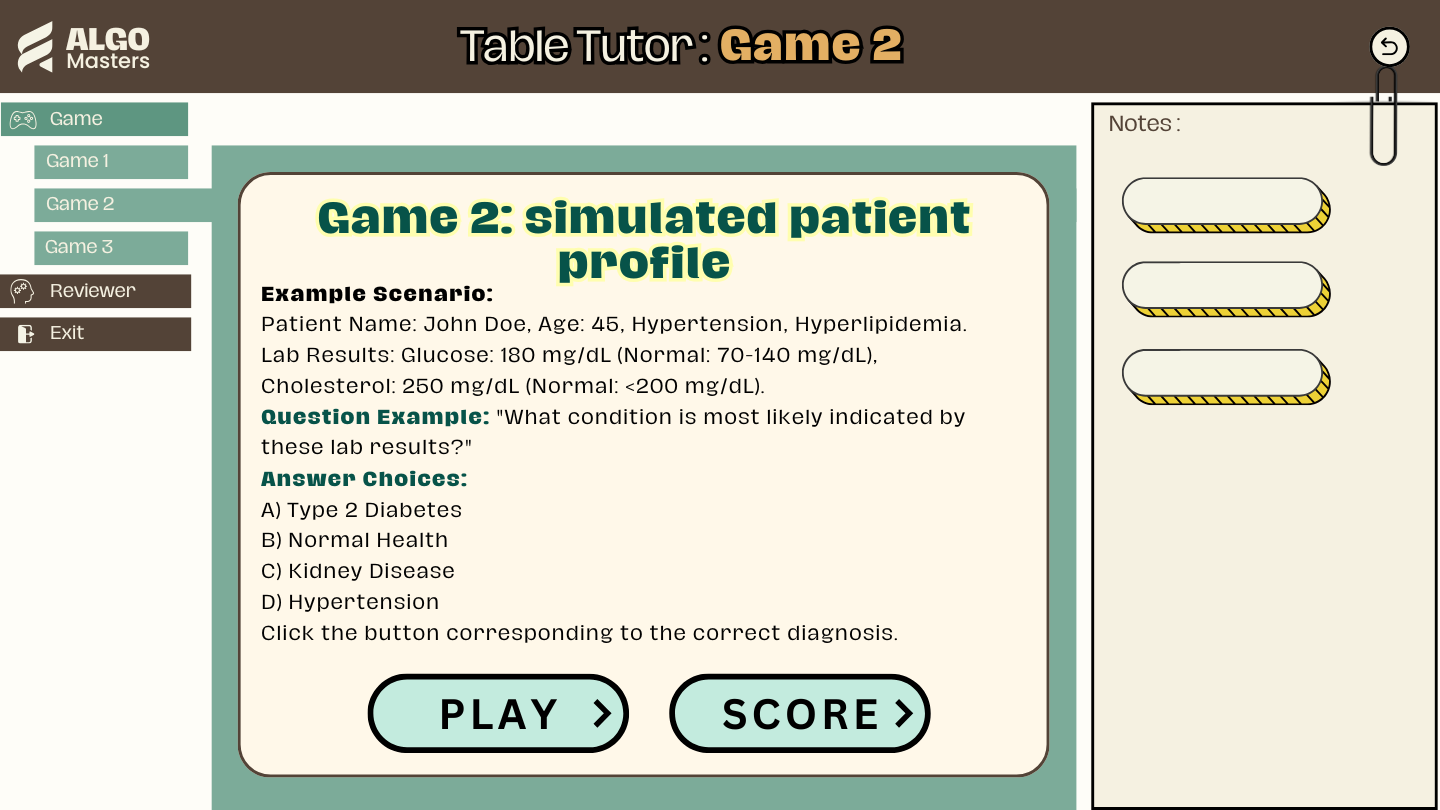 ALGO
Masters
Table Tutor : Game 2
Game
Game 1
Game 2
Game 3
Reviewer
Exit
Game 2: simulated patient
profile
Example Scenario:
Patient Name: John Doe, Age: 45, Hypertension, Hyperlipidemia.
Lab Results: Glucose: 180 mg/dL (Normal: 70-140 mg/dL),
Cholesterol: 250 mg/dL (Normal: <200 mg/dL).
Question Example: "What condition is most likely indicated by
these lab results?"
Answer Choices:
A) Type 2 Diabetes
B) Normal Health
C) Kidney Disease
D) Hypertension
Click the button corresponding to the correct diagnosis.
PLAY
SCORE
Notes :